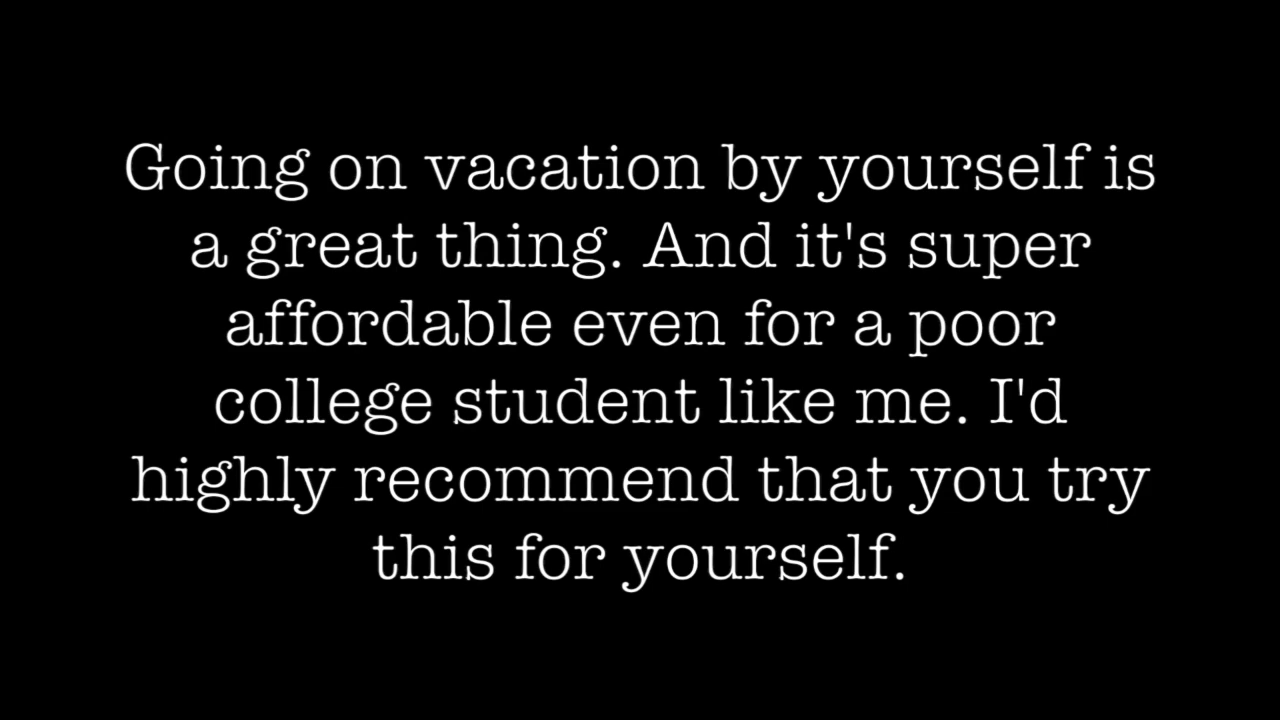 Going on vacation by yourself is
a great thing. And it's super
affordable even for a poor
college student like me. I'd
highly recommend that you try
this for yourself.